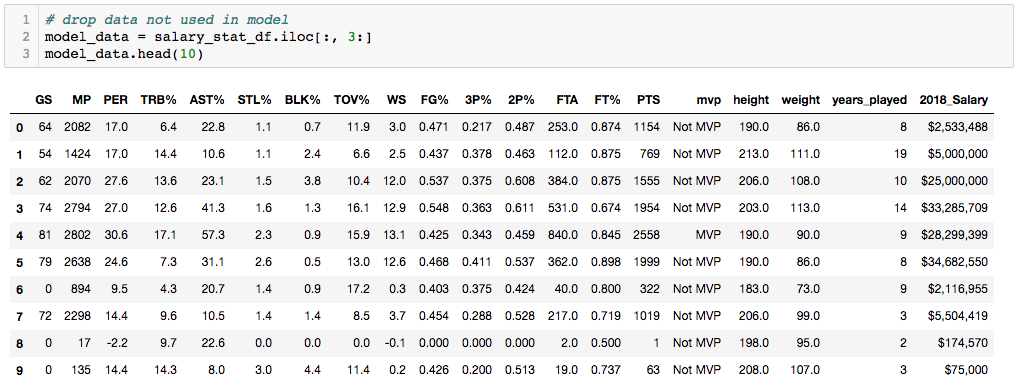 1 # drop data not used in model
2 model_data = salary_stat_df.iloc[:, 3:]
3 model_data.head(10)
GS MP PER TRB% AST% STL% BLK% TOV% WS FG% 3P% 2P% FTA FT% PTS mvp height weight years_played 2018_Salary
0 64 2082 17.0 6.4 22.8 1.1 0.7 11.9 3.0 0.471 0.217 0.487 253.0 0.874 1154 Not MVP 190.0 86.0 8 $2,533,488
1 54 1424 17.0 14.4 10.6 1.1 2.4 6.6 2.5 0.437 0.378 0.463 112.0 0.875 769 Not MVP 213.0 111.0 19 $5,000,000
2 62 2070 27.6 13.6 23.1 1.5 3.8 10.4 12.0 0.537 0.375 0.608 384.0 0.875 1555 Not MVP 206.0 108.0 10 $25,000,000
3 74 2794 27.0 12.6 41.3 1.6 1.3 16.1 12.9 0.548 0.363 0.611 531.0 0.674 1954 Not MVP 203.0 113.0 14 $33,285,709
4 81 2802 30.6 17.1 57.3 2.3 0.9 15.9 13.1 0.425 0.343 0.459 840.0 0.845 2558 MVP 190.0 90.0 9 $28,299,399
5 79 2638 24.6 7.3 31.1 2.6 0.5 13.0 12.6 0.468 0.411 0.537 362.0 0.898 1999 Not MVP 190.0 86.0 8 $34,682,550
6 0 894 9.5 4.3 20.7 1.4 0.9 17.2 0.3 0.403 0.375 0.424 40.0 0.800 322 Not MVP 183.0 73.0 9 $2,116,955
7 72 2298 14.4 9.6 10.5 1.4 1.4 8.5 3.7 0.454 0.288 0.528 217.0 0.719 1019 Not MVP 206.0 99.0 3 $5,504,419
8 0 17 -2.2 9.7 22.6 0.0 0.0 0.0 -0.1 0.000 0.000 0.000 2.0 0.500 1 Not MVP 198.0 95.0 2 $174,570
9 0 135 14.4 14.3 8.0 3.0 4.4 11.4 0.2 0.426 0.200 0.513 19.0 0.737 63 Not MVP 208.0 107.0 3 $75,000